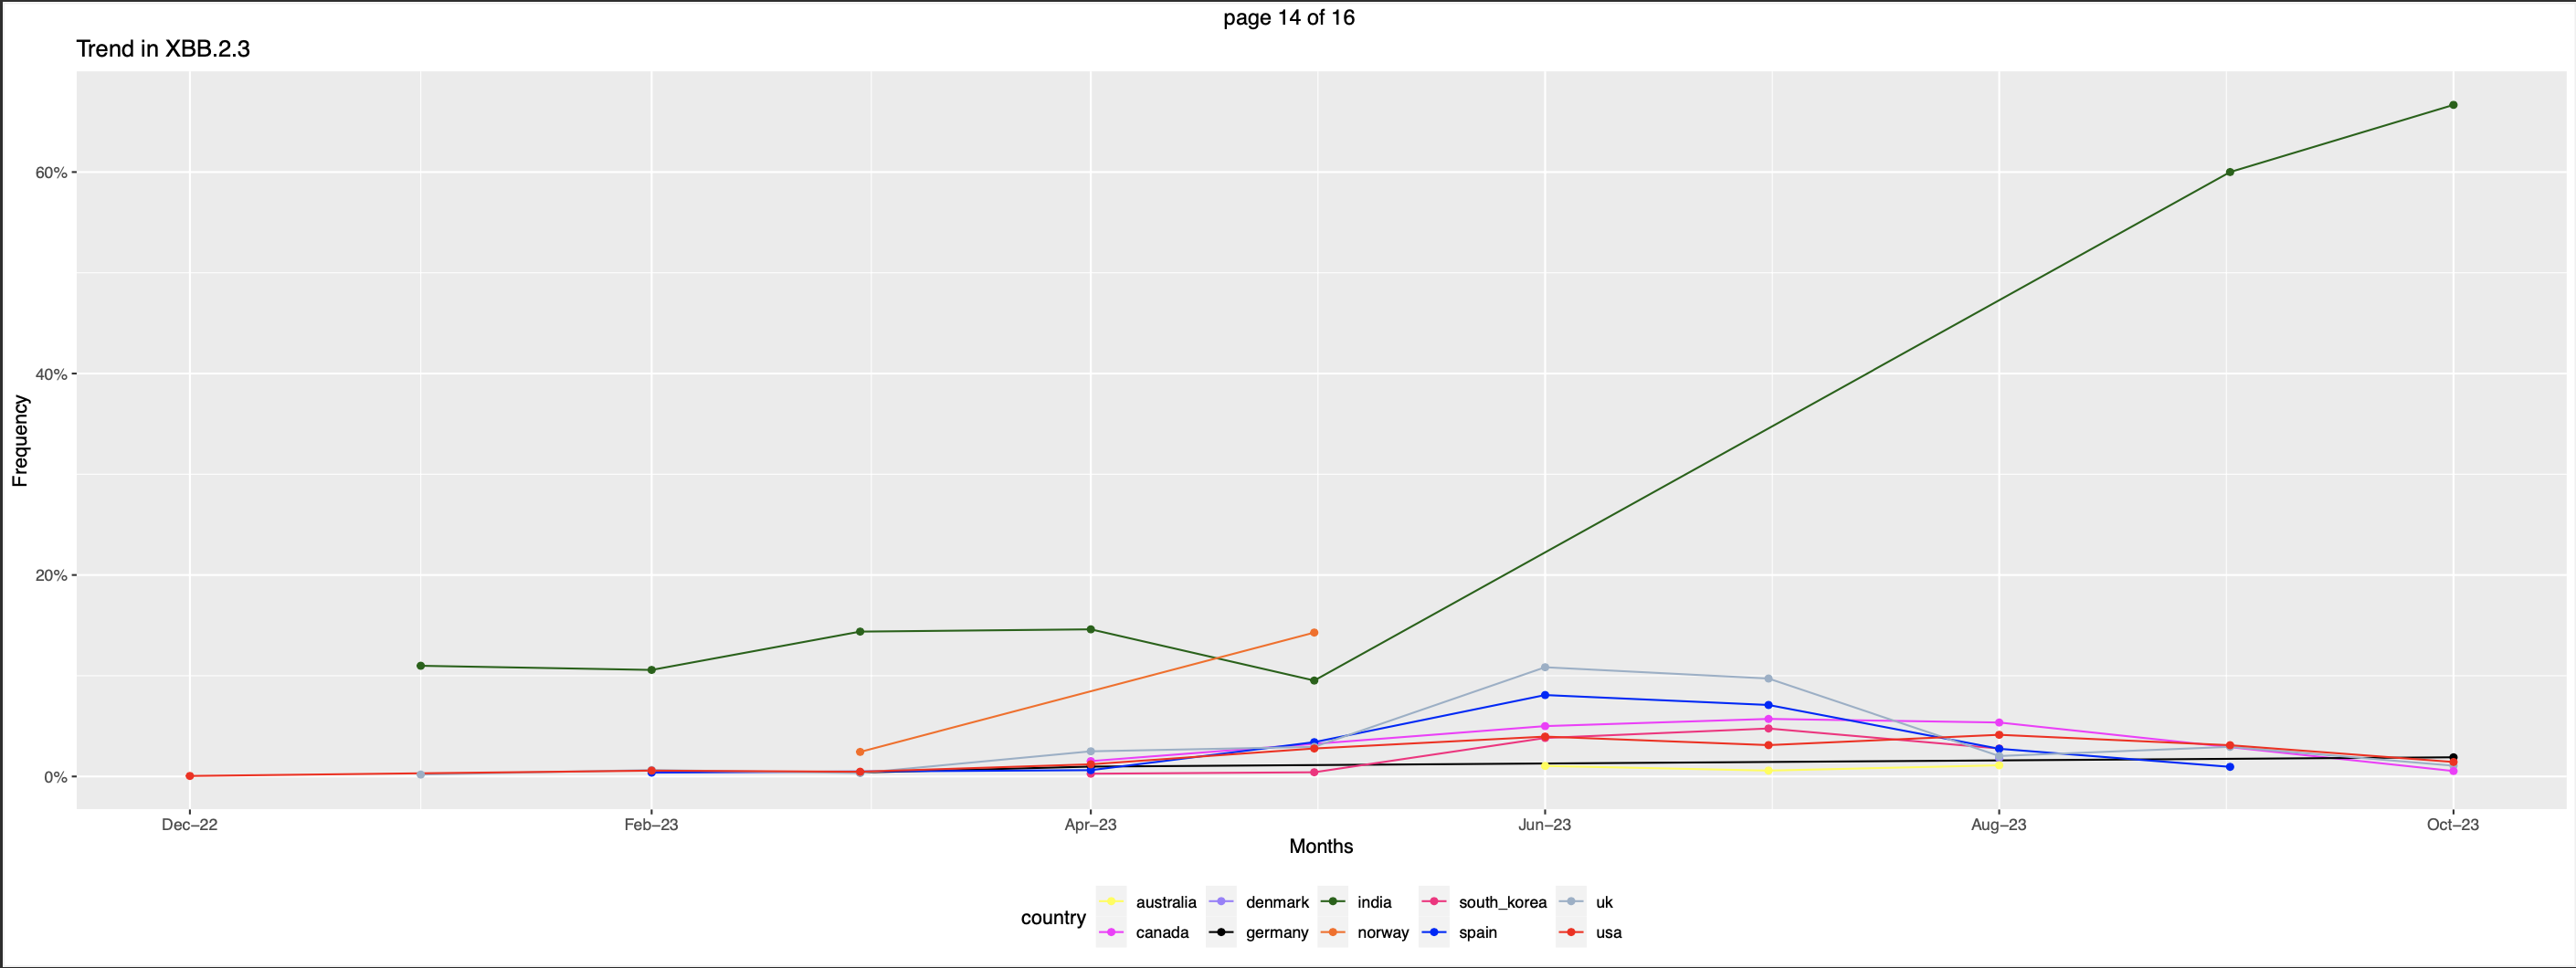 page 14 of 16
Trend in XBB.2.3
Frequency
60%
40%
20%
0%
Dec–22 Feb–23 Apr–23 Jun–23 Aug–23 Oct–23
Months
country
australia denmark india south_korea uk
canada germany norway spain usa